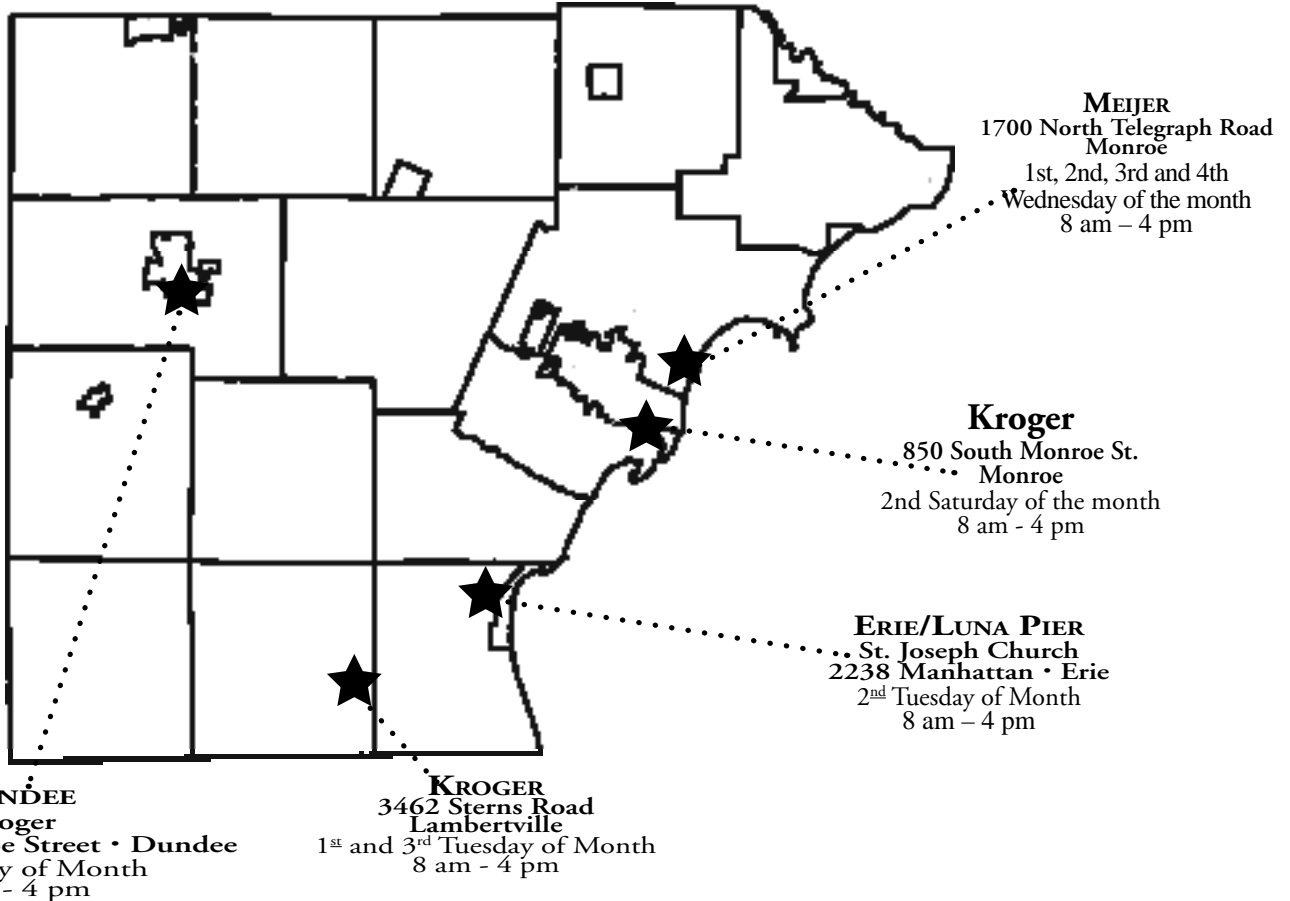 MEIJER
1700 North Telegraph Road
Monroe
1st, 2nd, 3rd and 4th
Wednesday of the month
8 am – 4 pm
Kroger
850 South Monroe St.
Monroe
2nd Saturday of the month
8 am - 4 pm
ERIE/LUNA PIER
St. Joseph Church
2238 Manhattan • Erie
2nd Tuesday of Month
8 am – 4 pm
KROGER
3462 Sterns Road
Lambertville
1st and 3rd Tuesday of Month
8 am - 4 pm
NDEE
oger
e Street • Dundee
y of Month
- 4 pm